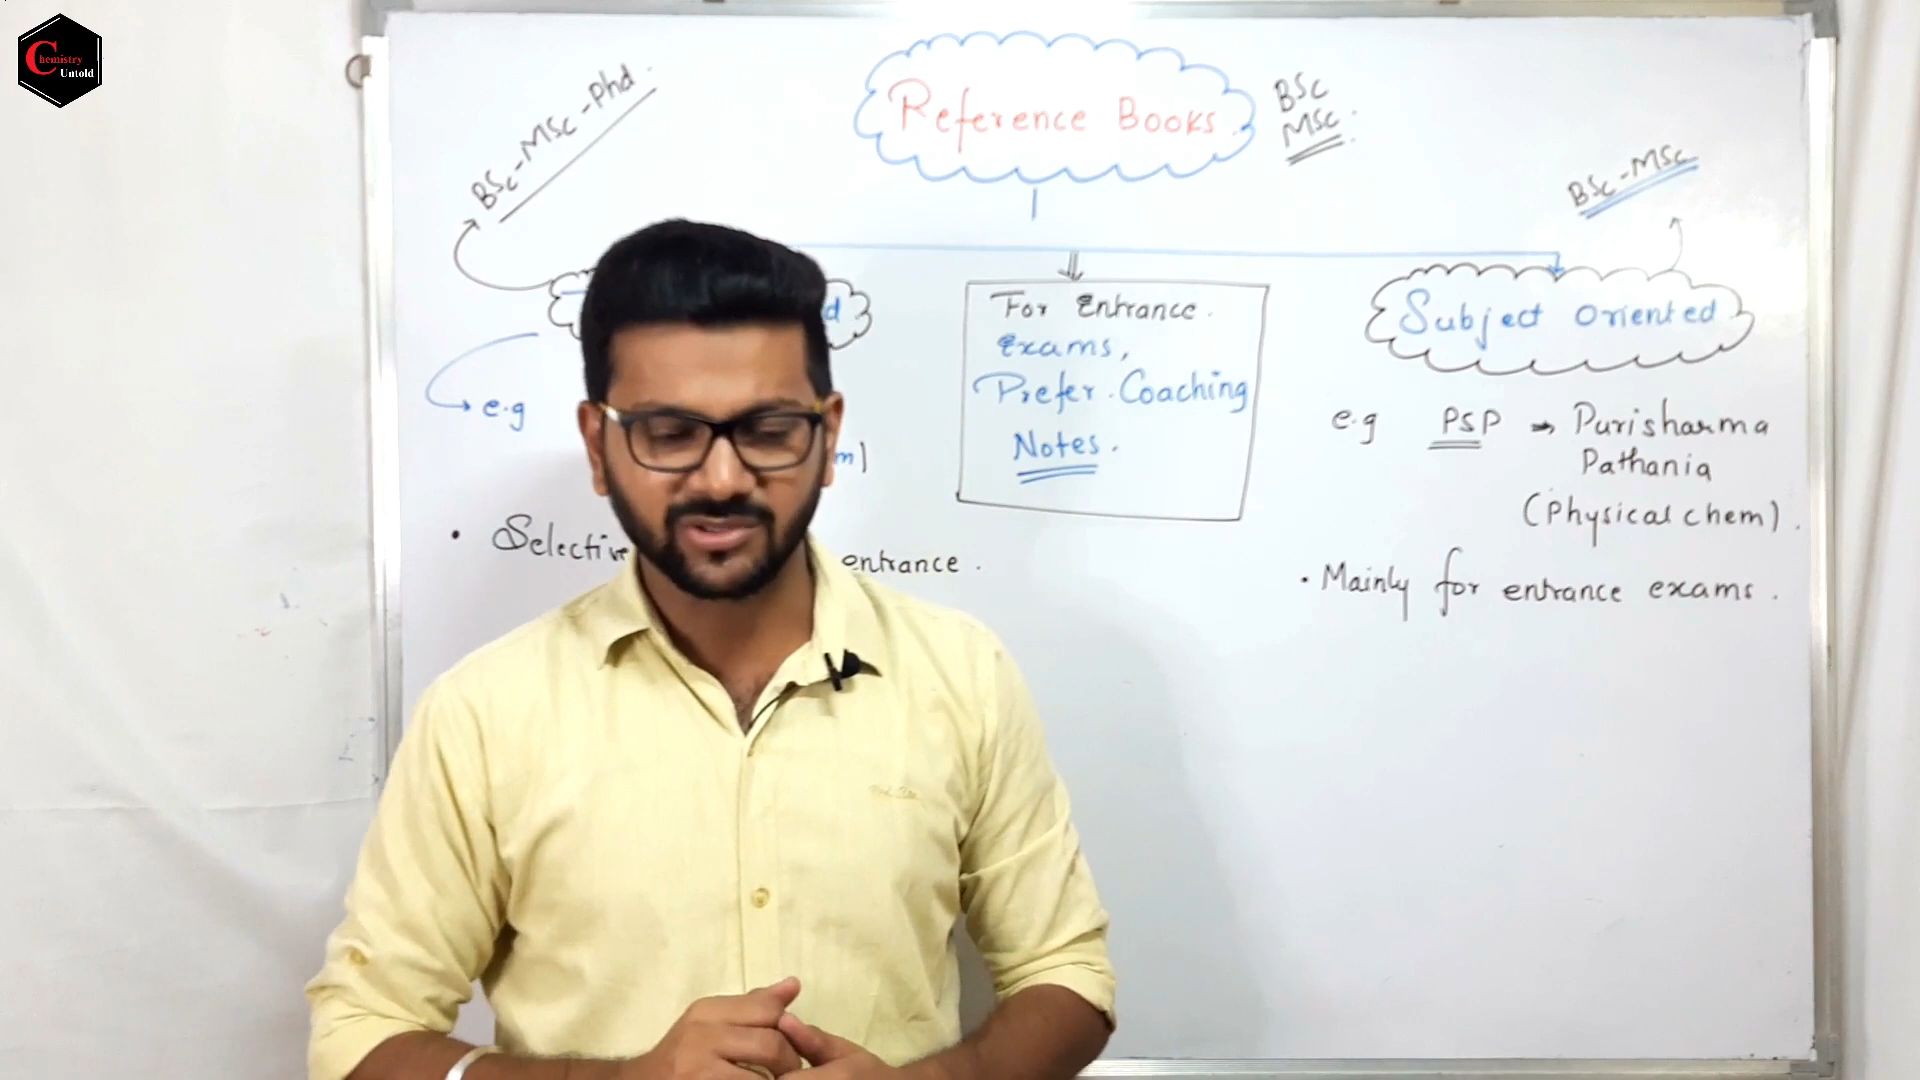 Chemistry
Untold
BSc-MSc-Phd.
Reference Books.
BSc
MSc.
BSc-MSc
d
For Entrance.
Exams,
Prefer. Coaching
Notes.
Subject oriented
e.g
m)
e.g PSP → Purisharma
Pathania
(Physical chem).
• Selective
entrance.
• Mainly for entrance exams.